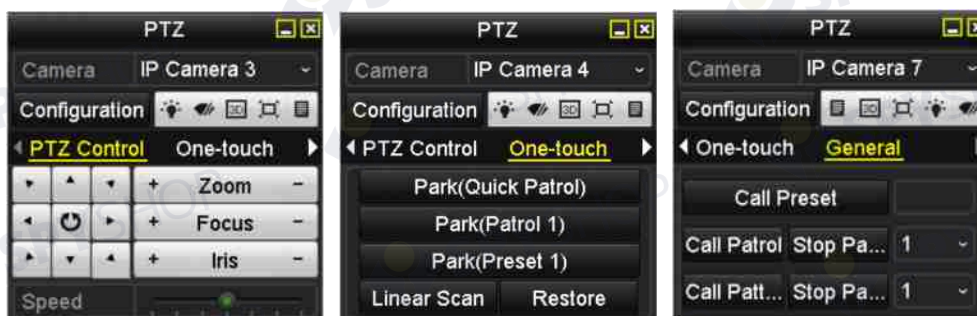 PTZ
Camera IP Camera 3
Configuration 3D
PTZ Control One-touch
+ Zoom -
+ Focus -
+ Iris -
Speed
PTZ
Camera IP Camera 4
Configuration 3D
PTZ Control One-touch
Park(Quick Patrol)
Park(Patrol 1)
Park(Preset 1)
Linear Scan Restore
PTZ
Camera IP Camera 7
Configuration 3D
One-touch General
Call Preset
Call Patrol Stop Pa... 1
Call Patt... Stop Pa... 1